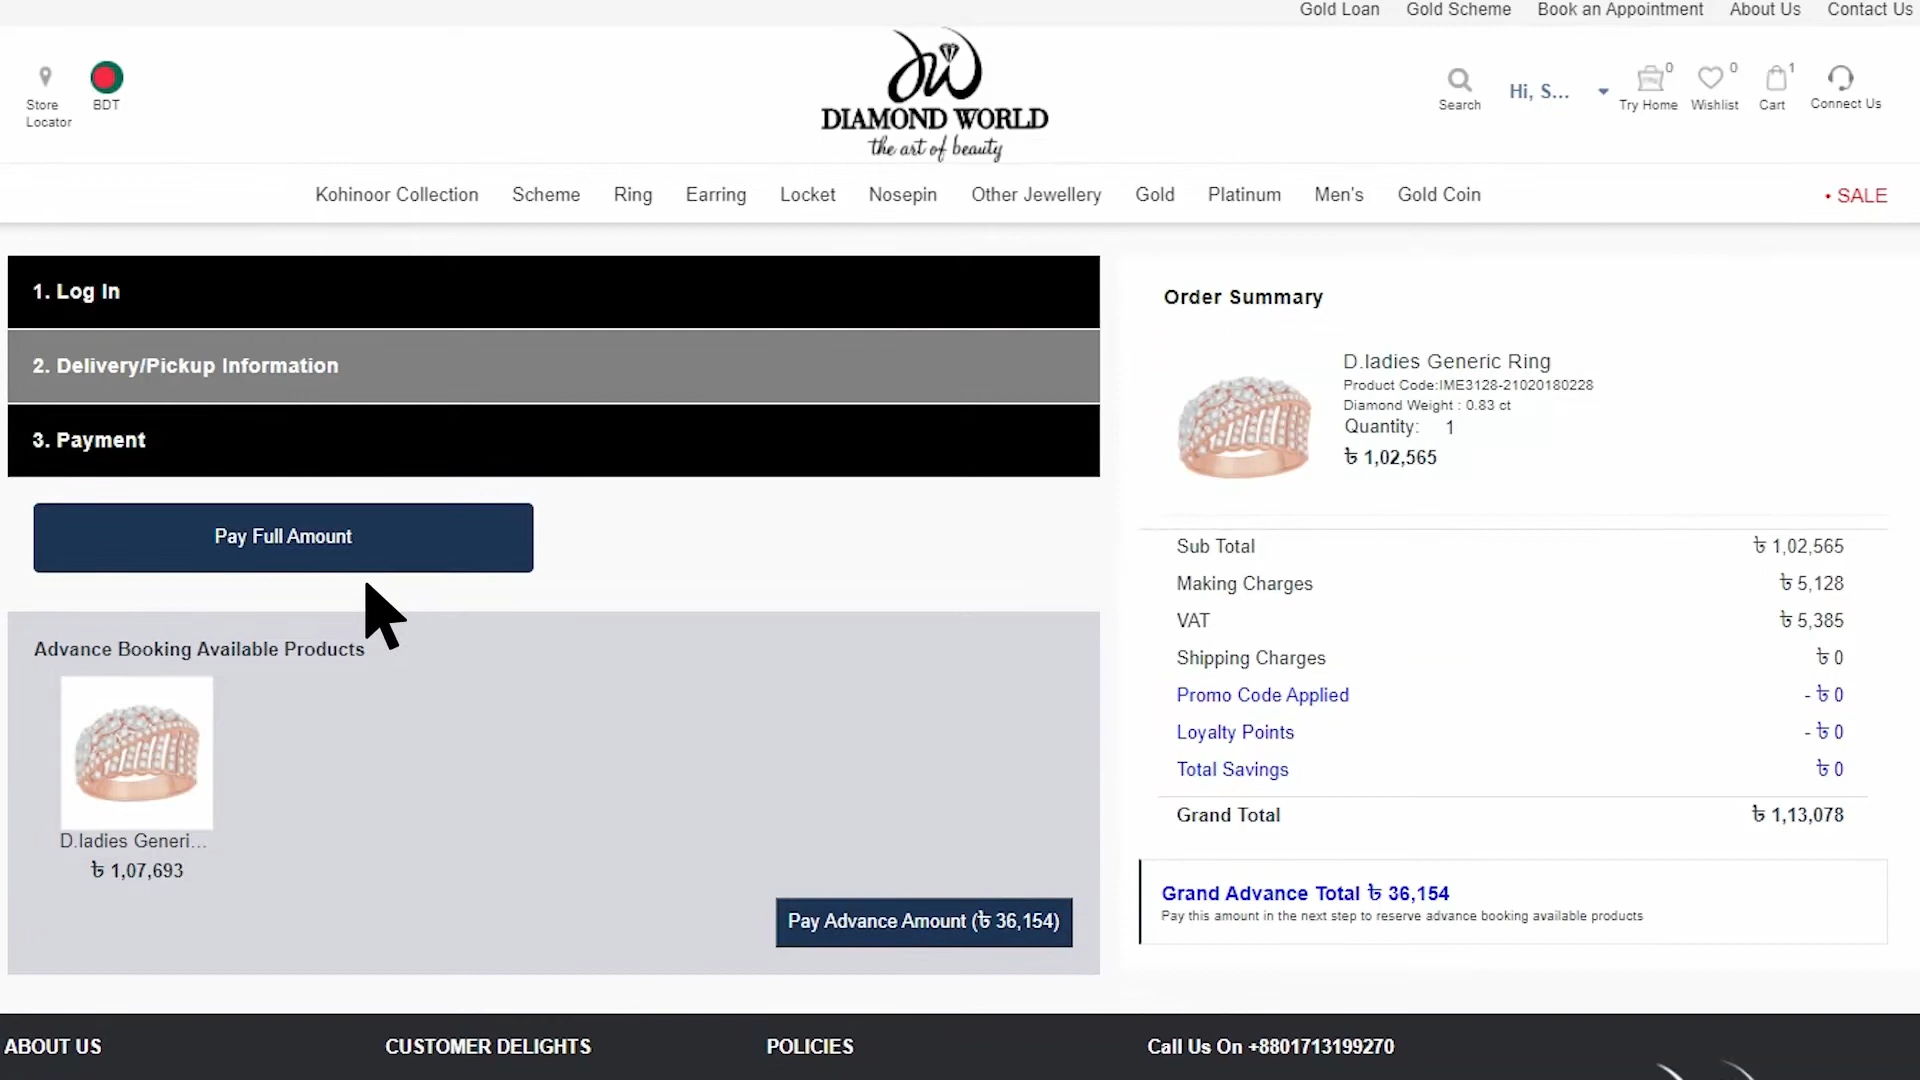 Gold Loan Gold Scheme Book an Appointment About Us Contact Us
Store Locator
BDT
DIAMOND WORLD
the art of beauty
Search
Hi, S...
Try Home 0
Wishlist 0
Cart 1
Connect Us
Kohinoor Collection Scheme Ring Earring Locket Nosepin Other Jewellery Gold Platinum Men's Gold Coin • SALE
1. Log In
2. Delivery/Pickup Information
3. Payment
Pay Full Amount
Advance Booking Available Products
D.ladies Generi...
৳ 1,07,693
Pay Advance Amount (৳ 36,154)
Order Summary
D.ladies Generic Ring
Product Code:IME3128-21020180228
Diamond Weight : 0.83 ct
Quantity: 1
৳ 1,02,565
Sub Total ৳ 1,02,565
Making Charges ৳ 5,128
VAT ৳ 5,385
Shipping Charges ৳ 0
Promo Code Applied - ৳ 0
Loyalty Points - ৳ 0
Total Savings ৳ 0
Grand Total ৳ 1,13,078
Grand Advance Total ৳ 36,154
Pay this amount in the next step to reserve advance booking available products
ABOUT US CUSTOMER DELIGHTS POLICIES Call Us On +8801713199270